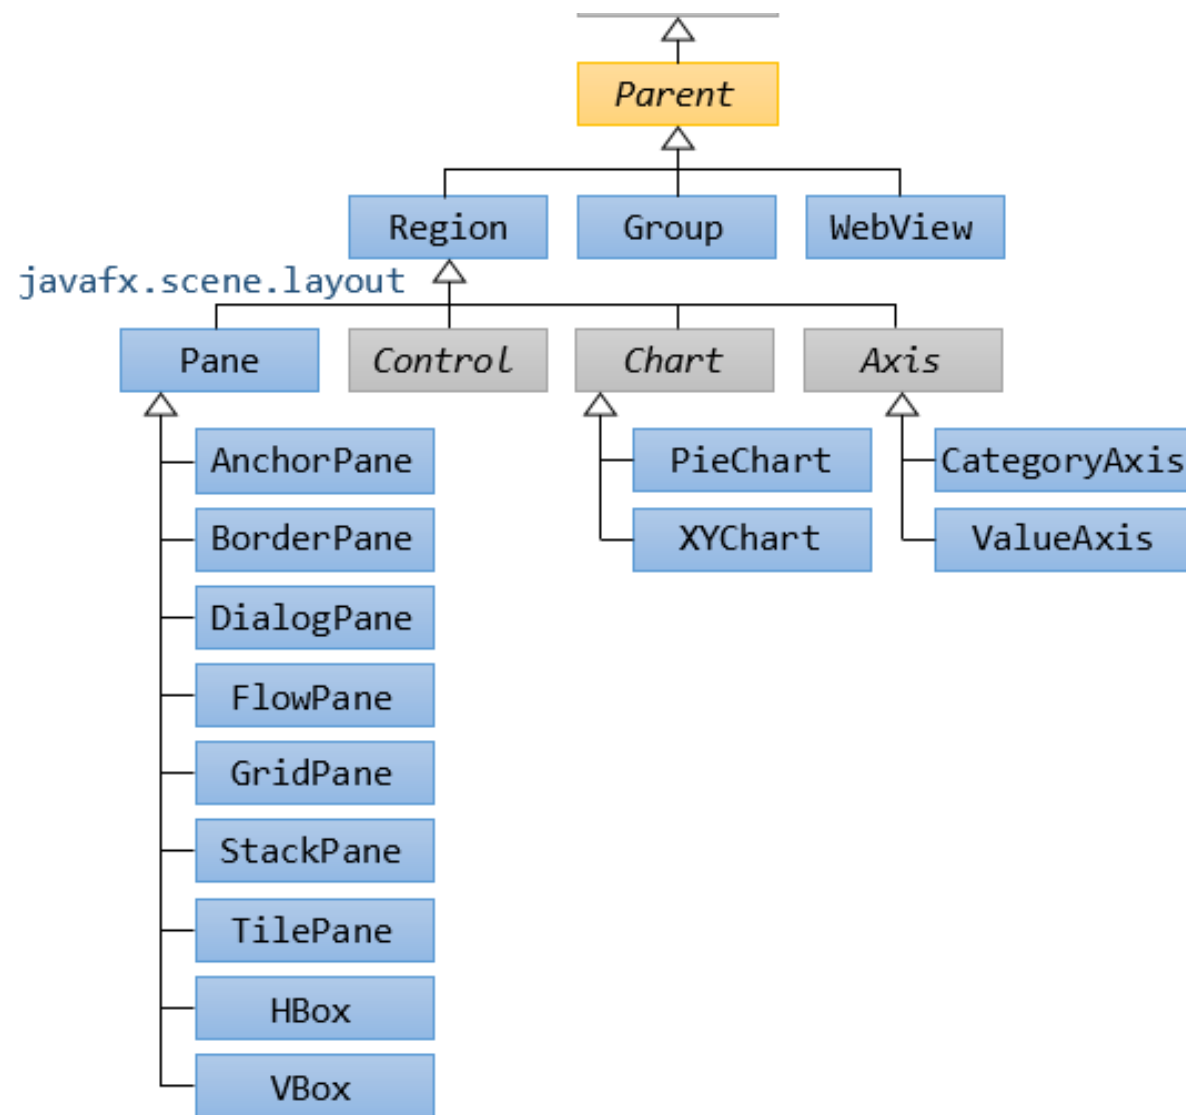 Parent
Region
Group
WebView
javafx.scene.layout
Pane
Control
Chart
Axis
AnchorPane
BorderPane
DialogPane
FlowPane
GridPane
StackPane
TilePane
HBox
VBox
PieChart
XYChart
CategoryAxis
ValueAxis